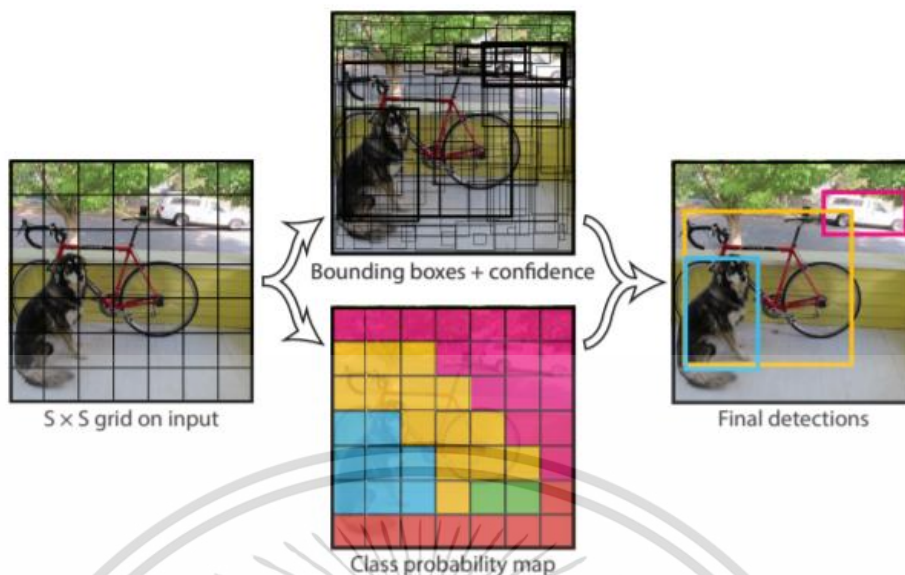 Bounding boxes + confidence
S × S grid on input
Final detections
Class probability map